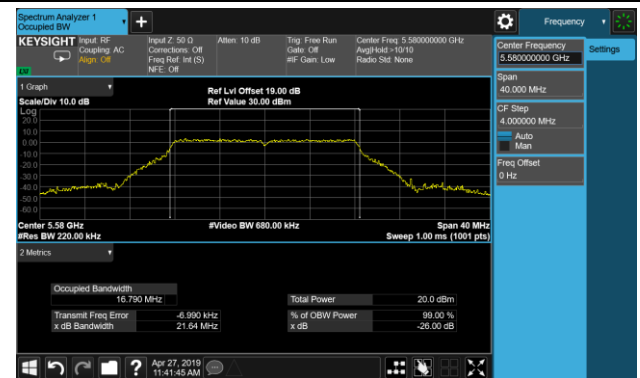 Spectrum Analyzer 1
Occupied BW
Frequency
KEYSIGHT
Input: RF
Coupling: AC
Align: Off
Input Z: 50 Ω
Corrections: Off
Freq Ref: Int (S)
NFE: Off
Atten: 10 dB
Trig: Free Run
Gate: Off
#IF Gain: Low
Center Freq: 5.580000000 GHz
Avg|Hold:>10/10
Radio Std: None
Center Frequency
5.580000000 GHz
Settings
Span
40.000 MHz
CF Step
4.000000 MHz
Auto
Man
Freq Offset
0 Hz
1 Graph
Scale/Div 10.0 dB
Ref Lvl Offset 19.00 dB
Ref Value 30.00 dBm
Log
20.0
10.0
0.00
-10.0
-20.0
-30.0
-40.0
-50.0
-60.0
Center 5.58 GHz
#Res BW 220.00 kHz
#Video BW 680.00 kHz
Span 40 MHz
Sweep 1.00 ms (1001 pts)
2 Metrics
Occupied Bandwidth
16.790 MHz
Total Power
20.0 dBm
Transmit Freq Error
-6.990 kHz
% of OBW Power
99.00 %
x dB Bandwidth
21.64 MHz
x dB
-26.00 dB
?
Apr 27, 2019
11:41:45 AM